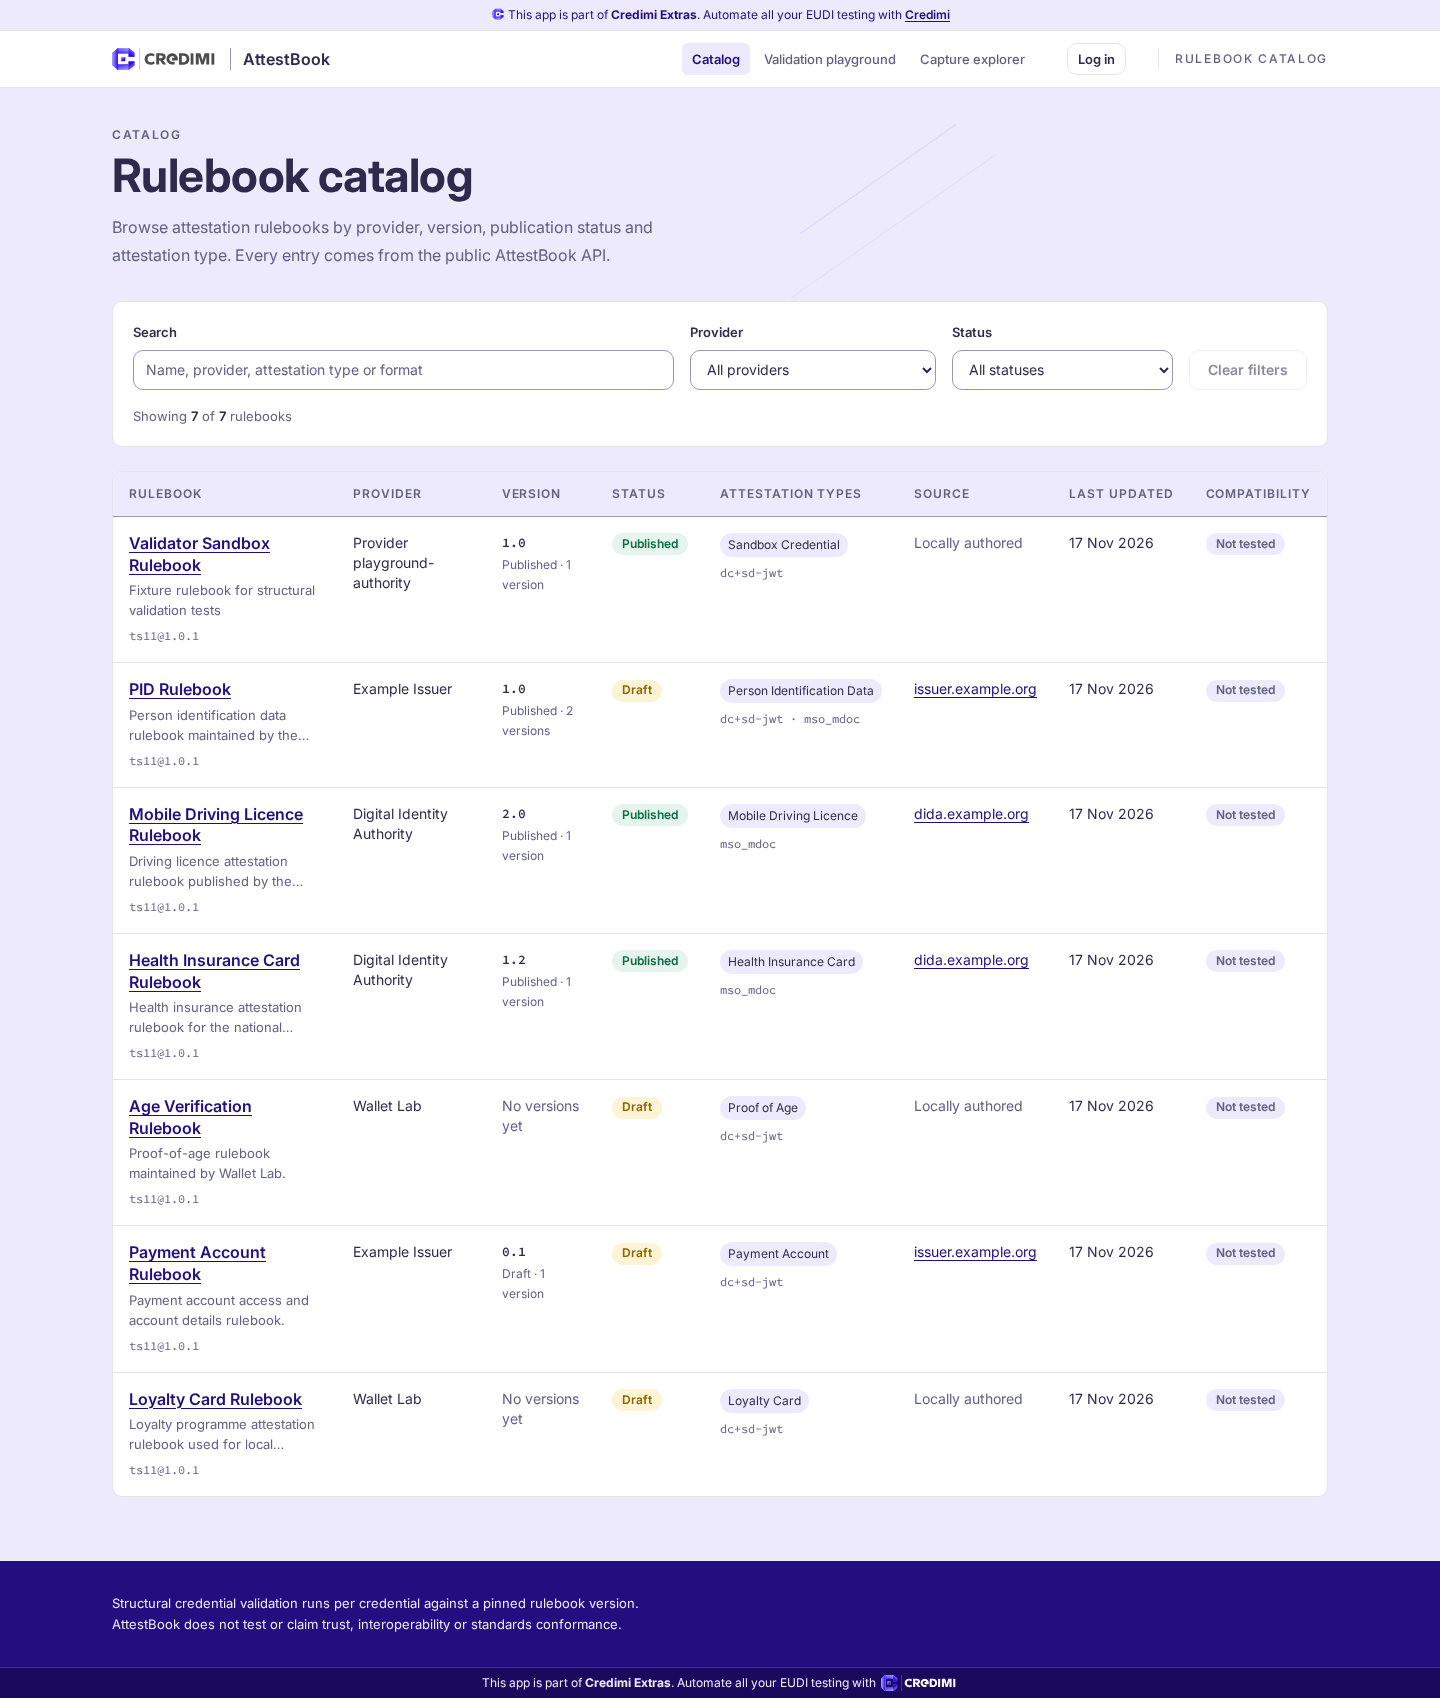 This app is part of Credimi Extras. Automate all your EUDI testing with Credimi
CREDIMI AttestBook Catalog Validation playground Capture explorer Log in RULEBOOK CATALOG
CATALOG
Rulebook catalog
Browse attestation rulebooks by provider, version, publication status and
attestation type. Every entry comes from the public AttestBook API.
Search Provider Status
Name, provider, attestation type or format All providers All statuses Clear filters
Showing 7 of 7 rulebooks
RULEBOOK PROVIDER VERSION STATUS ATTESTATION TYPES SOURCE LAST UPDATED COMPATIBILITY
Validator Sandbox
Rulebook
Fixture rulebook for structural
validation tests
ts11@1.0.1
Provider
playground-
authority
1.0
Published · 1
version
Published
Sandbox Credential
dc+sd-jwt
Locally authored
17 Nov 2026
Not tested
PID Rulebook
Person identification data
rulebook maintained by the...
ts11@1.0.1
Example Issuer
1.0
Published · 2
versions
Draft
Person Identification Data
dc+sd-jwt · mso_mdoc
issuer.example.org
17 Nov 2026
Not tested
Mobile Driving Licence
Rulebook
Driving licence attestation
rulebook published by the...
ts11@1.0.1
Digital Identity
Authority
2.0
Published · 1
version
Published
Mobile Driving Licence
mso_mdoc
dida.example.org
17 Nov 2026
Not tested
Health Insurance Card
Rulebook
Health insurance attestation
rulebook for the national...
ts11@1.0.1
Digital Identity
Authority
1.2
Published · 1
version
Published
Health Insurance Card
mso_mdoc
dida.example.org
17 Nov 2026
Not tested
Age Verification
Rulebook
Proof-of-age rulebook
maintained by Wallet Lab.
ts11@1.0.1
Wallet Lab
No versions
yet
Draft
Proof of Age
dc+sd-jwt
Locally authored
17 Nov 2026
Not tested
Payment Account
Rulebook
Payment account access and
account details rulebook.
ts11@1.0.1
Example Issuer
0.1
Draft · 1
version
Draft
Payment Account
dc+sd-jwt
issuer.example.org
17 Nov 2026
Not tested
Loyalty Card Rulebook
Loyalty programme attestation
rulebook used for local...
ts11@1.0.1
Wallet Lab
No versions
yet
Draft
Loyalty Card
dc+sd-jwt
Locally authored
17 Nov 2026
Not tested
Structural credential validation runs per credential against a pinned rulebook version.
AttestBook does not test or claim trust, interoperability or standards conformance.
This app is part of Credimi Extras. Automate all your EUDI testing with CREDIMI